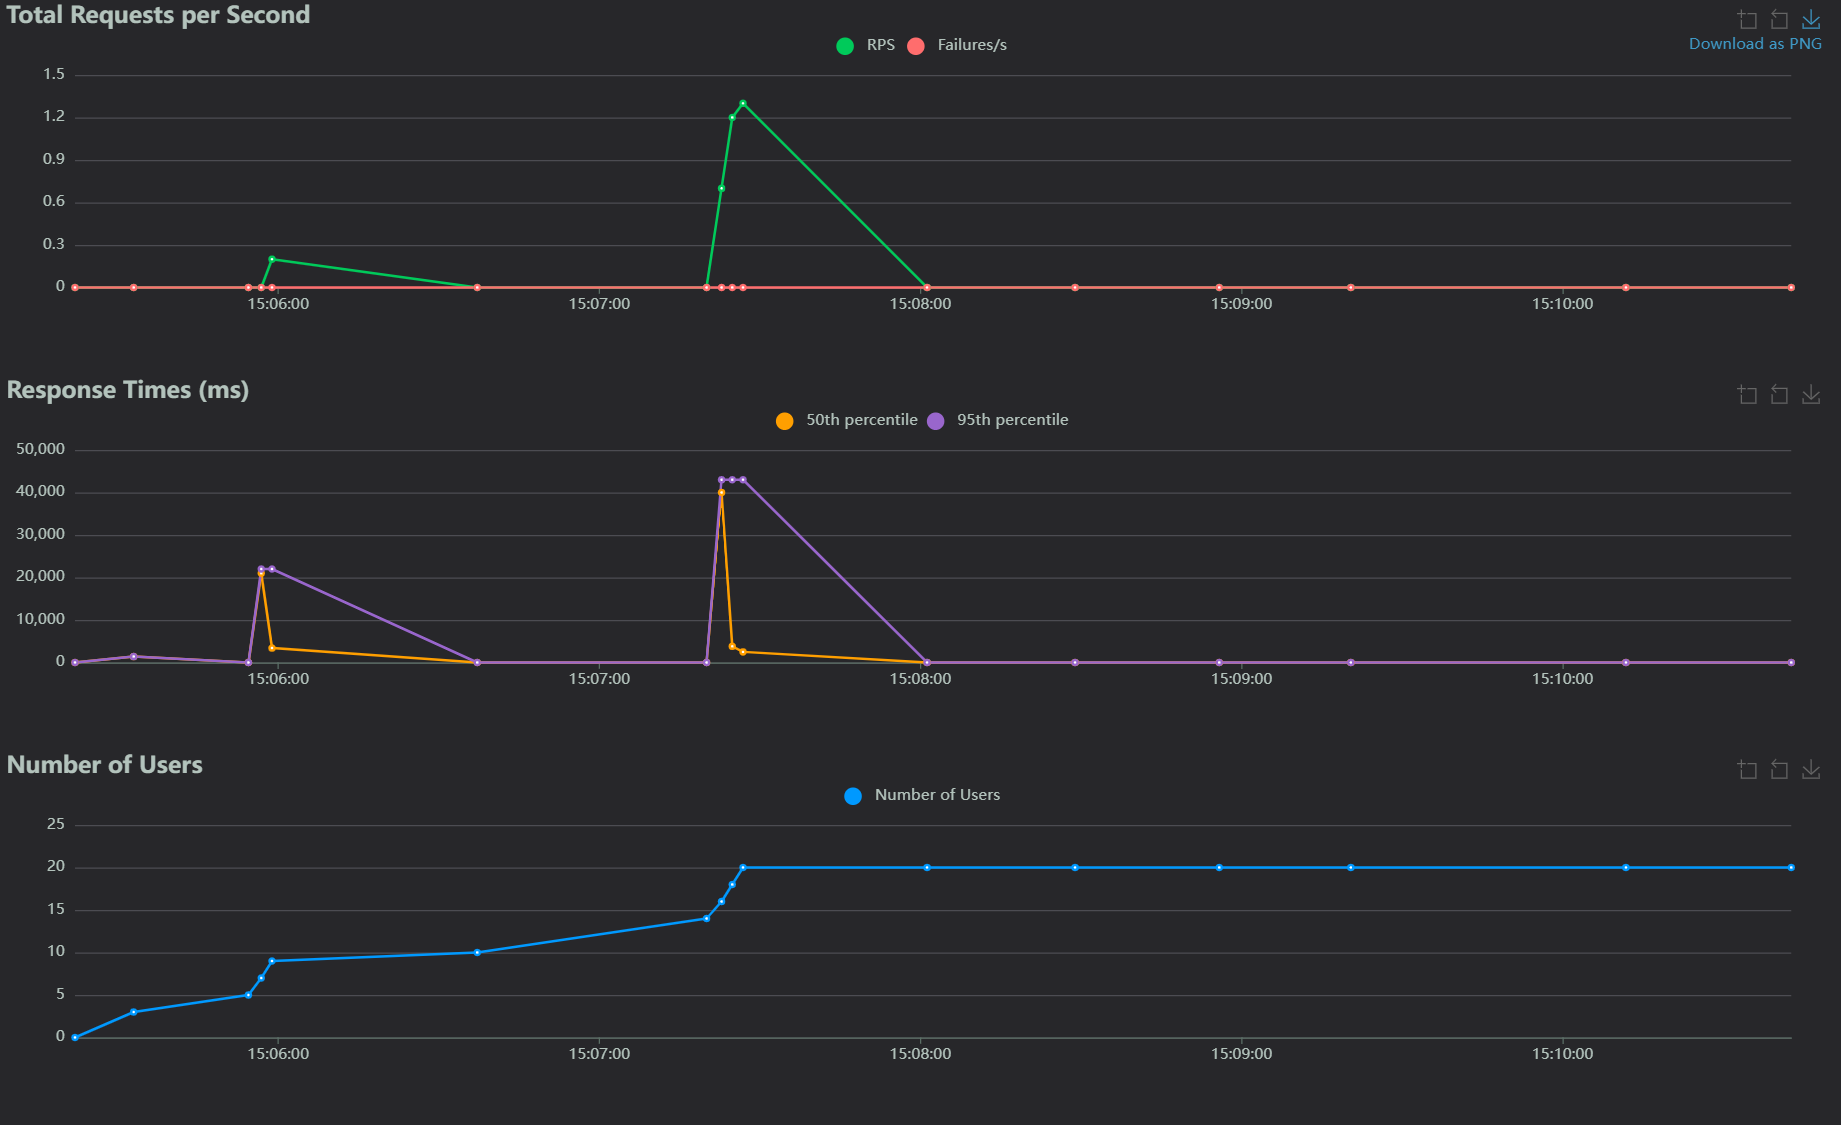 Total Requests per Second
RPS Failures/s
Download as PNG
1.5
1.2
0.9
0.6
0.3
0
15:06:00 15:07:00 15:08:00 15:09:00 15:10:00
Response Times (ms)
50th percentile 95th percentile
50,000
40,000
30,000
20,000
10,000
0
15:06:00 15:07:00 15:08:00 15:09:00 15:10:00
Number of Users
Number of Users
25
20
15
10
5
0
15:06:00 15:07:00 15:08:00 15:09:00 15:10:00